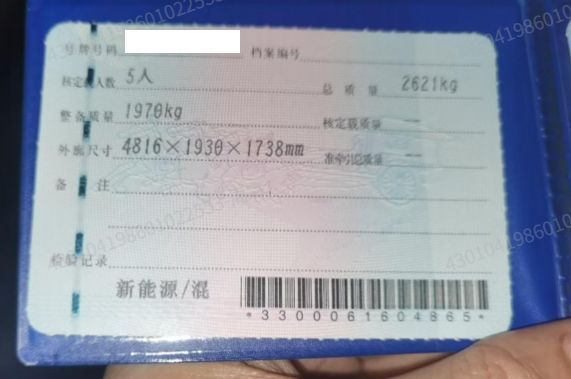 号牌号码 档案编号
核定载人数 5人 总质量 2621kg
整备质量 1970kg 核定载质量 --
外廓尺寸 4816×1930×1738mm 准牵引总质量 --
备注
检验记录
新能源/混
*3300061604865*